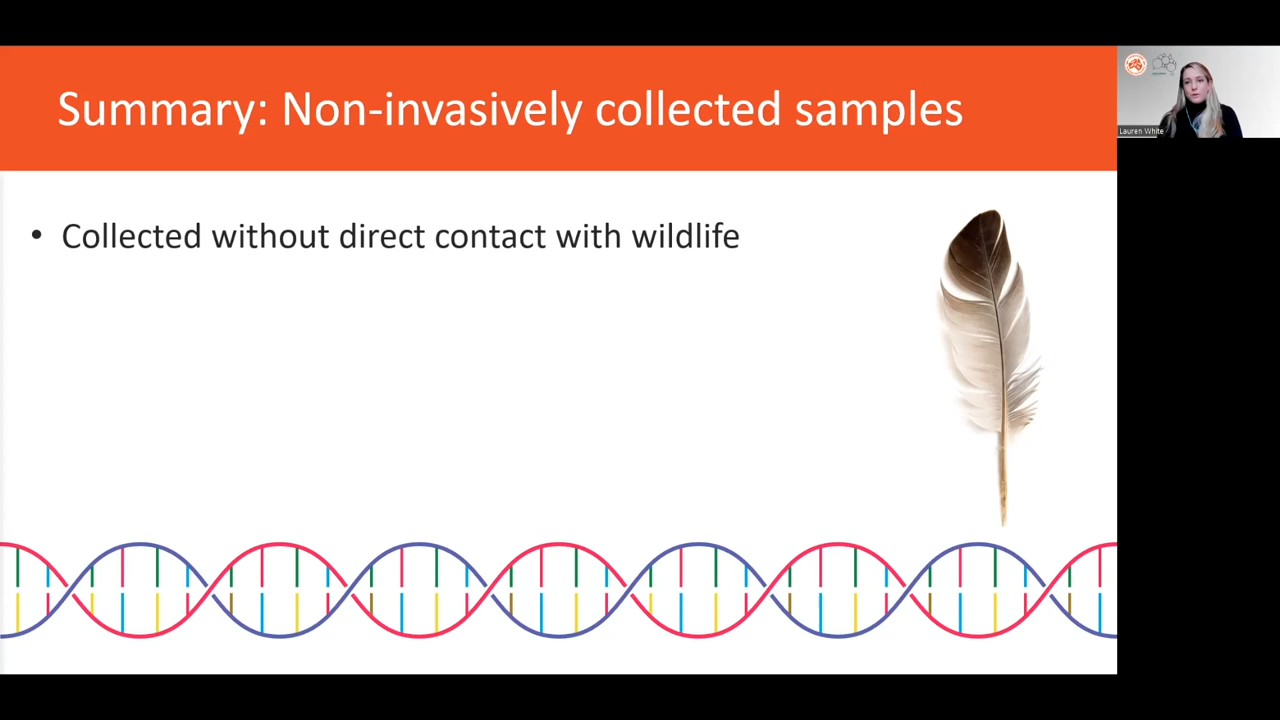 Summary: Non-invasively collected samples
Lauren White
• Collected without direct contact with wildlife